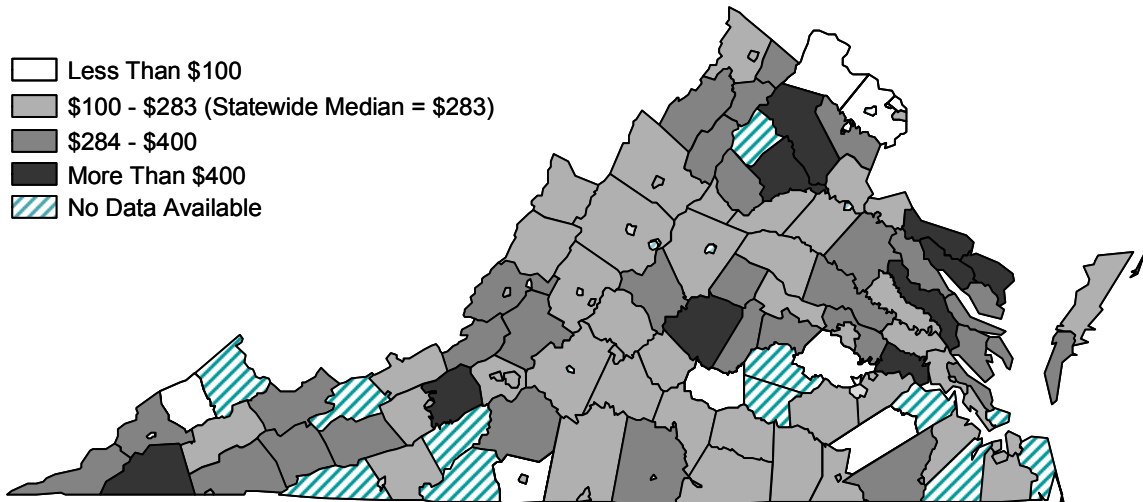 Less Than $100
$100 - $283 (Statewide Median = $283)
$284 - $400
More Than $400
No Data Available